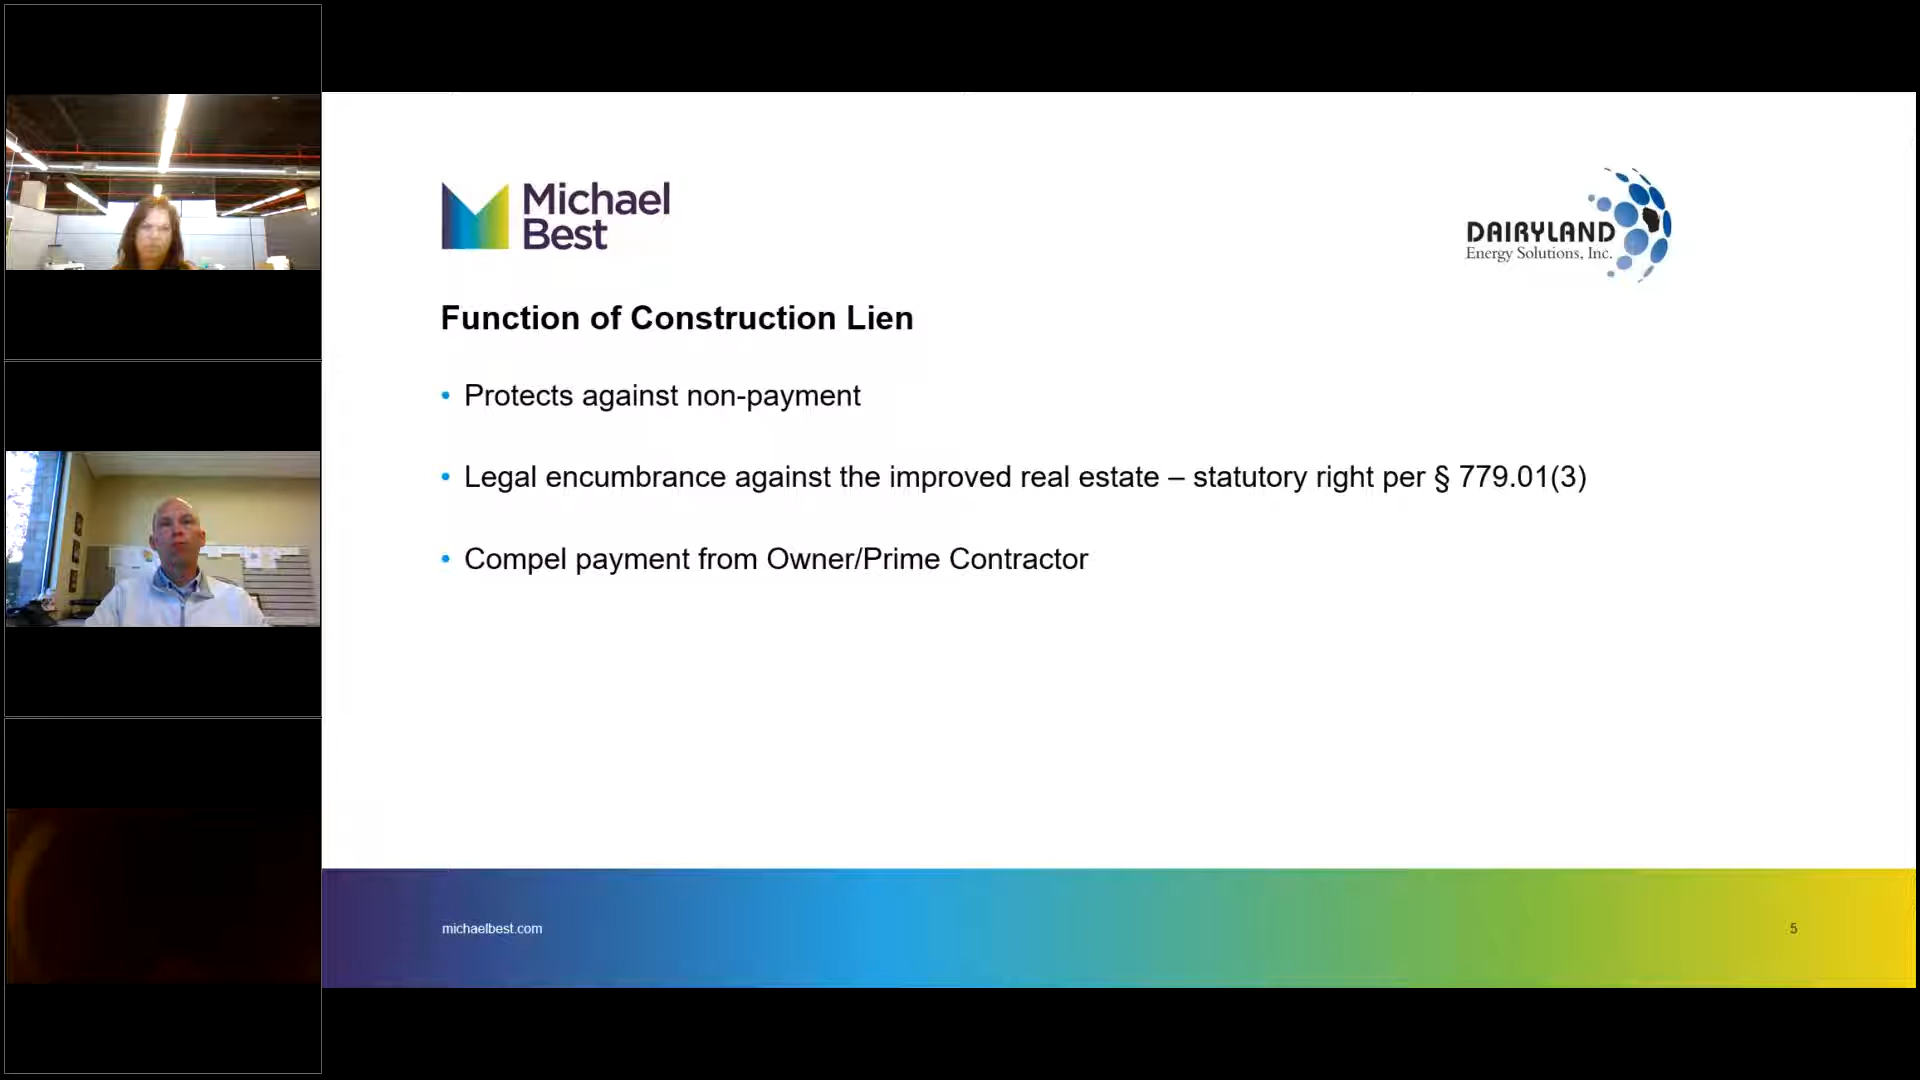 Michael
Best
DAIRYLAND
Energy Solutions, Inc.
Function of Construction Lien
• Protects against non-payment
• Legal encumbrance against the improved real estate – statutory right per § 779.01(3)
• Compel payment from Owner/Prime Contractor
michaelbest.com
5